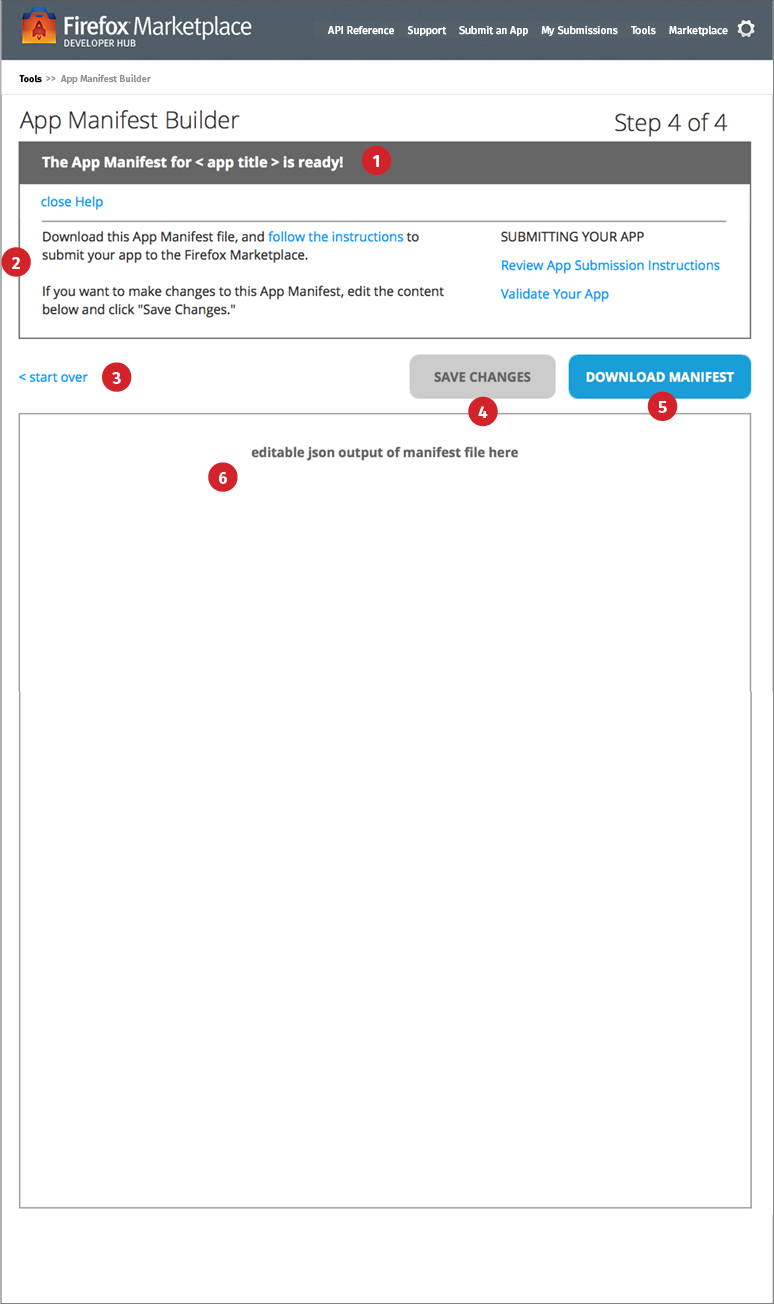 Firefox Marketplace
DEVELOPER HUB
API Reference Support Submit an App My Submissions Tools Marketplace
Tools >> App Manifest Builder
App Manifest Builder
Step 4 of 4
The App Manifest for < app title > is ready!
1
close Help
2
Download this App Manifest file, and follow the instructions to
submit your app to the Firefox Marketplace.
If you want to make changes to this App Manifest, edit the content
below and click "Save Changes."
SUBMITTING YOUR APP
Review App Submission Instructions
Validate Your App
< start over
3
SAVE CHANGES
4
DOWNLOAD MANIFEST
5
editable json output of manifest file here
6